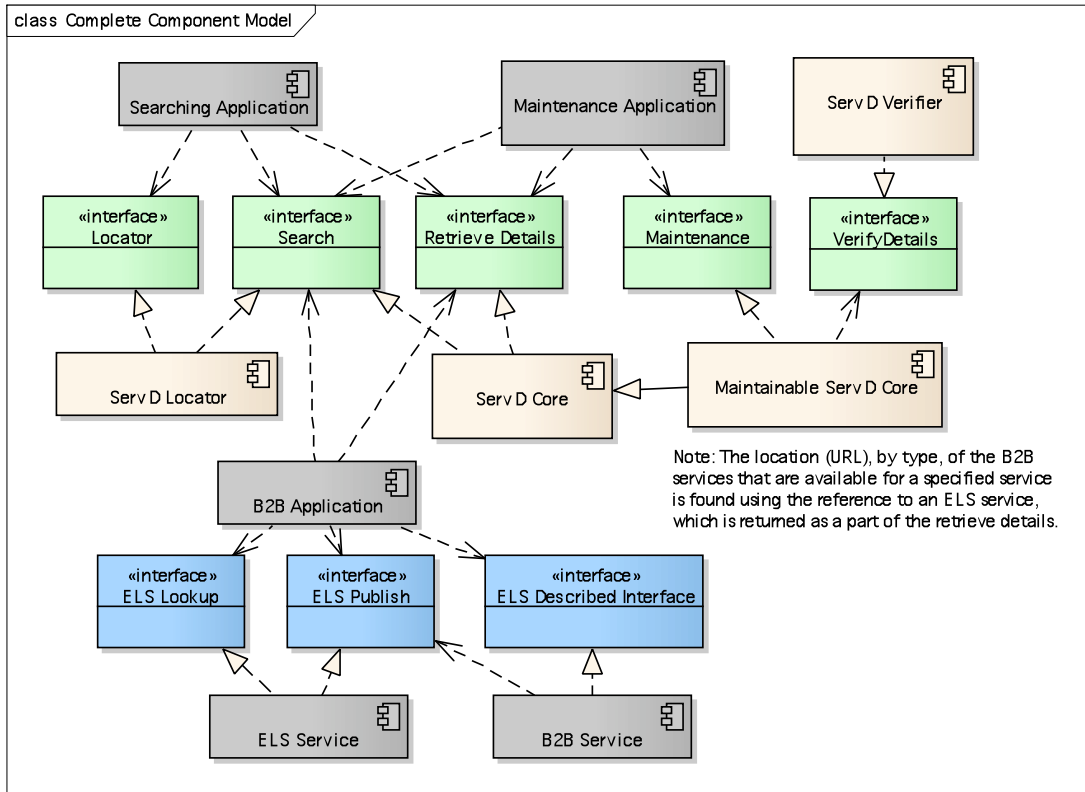 class Complete Component Model
Searching Application
Maintenance Application
Serv D Verifier
«interface»
Locator
«interface»
Search
«interface»
Retrieve Details
«interface»
Maintenance
«interface»
VerifyDetails
Serv D Locator
Serv D Core
Maintainable Serv D Core
Note: The location (URL), by type, of the B2B
services that are available for a specified service
is found using the reference to an ELS service,
which is returned as a part of the retrieve details.
B2B Application
«interface»
ELS Lookup
«interface»
ELS Publish
«interface»
ELS Described Interface
ELS Service
B2B Service